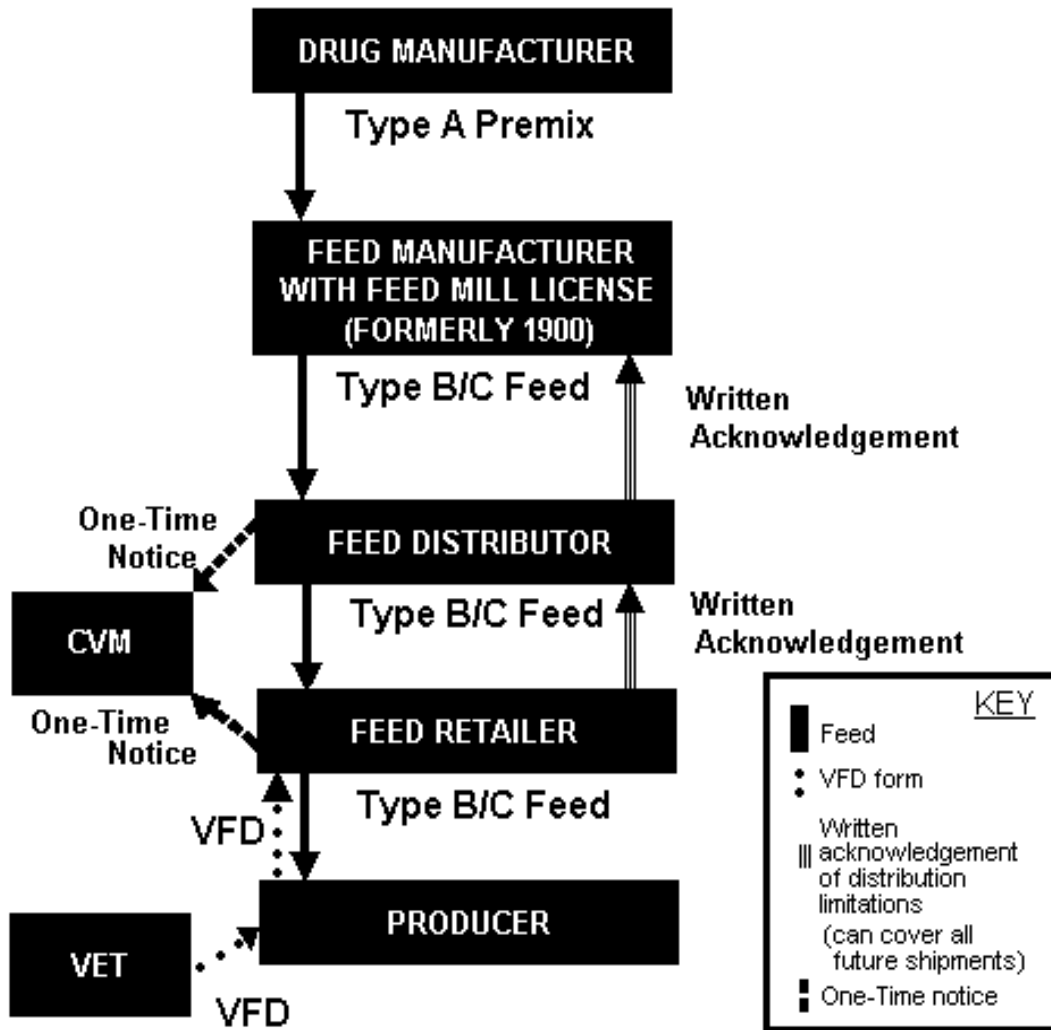 DRUG MANUFACTURER
Type A Premix
FEED MANUFACTURER
WITH FEED MILL LICENSE
(FORMERLY 1900)
Type B/C Feed
Written
Acknowledgement
One-Time
Notice
FEED DISTRIBUTOR
Type B/C Feed
Written
Acknowledgement
CVM
One-Time
Notice
FEED RETAILER
Type B/C Feed
VFD
PRODUCER
VET
VFD
KEY
Feed
VFD form
Written
acknowledgement
of distribution
limitations
(can cover all
future shipments)
One-Time notice